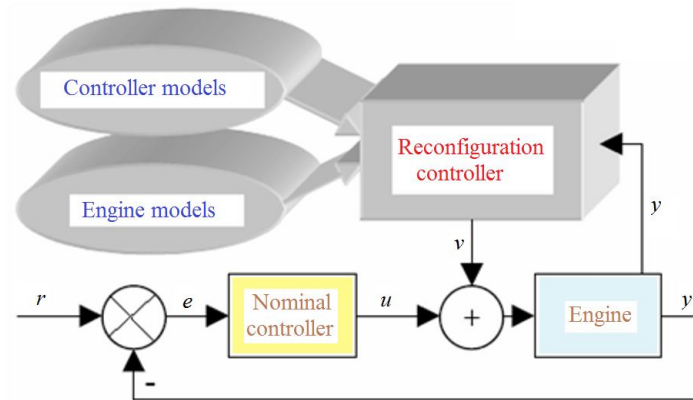 Controller models
Reconfiguration
controller
Engine models
y
v
r
e
Nominal
controller
u
+
Engine
y
-